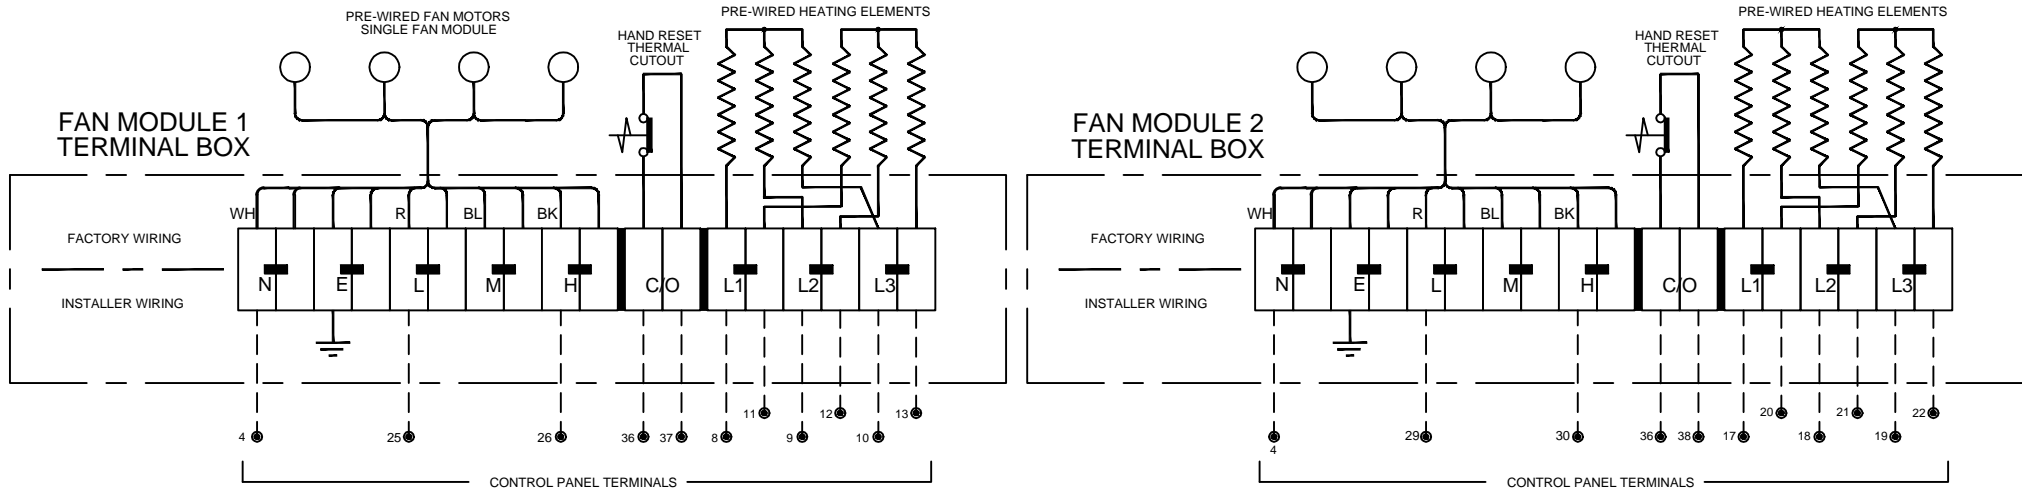 PRE-WIRED FAN MOTORS
SINGLE FAN MODULE
HAND RESET
THERMAL
CUTOUT
PRE-WIRED HEATING ELEMENTS
FAN MODULE 1
TERMINAL BOX
WH R BL BK
FACTORY WIRING
INSTALLER WIRING
N E L M H C/O L1 L2 L3
11 12 13
4 25 26 36 37 8 9 10
CONTROL PANEL TERMINALS
HAND RESET
THERMAL
CUTOUT
PRE-WIRED HEATING ELEMENTS
FAN MODULE 2
TERMINAL BOX
WH R BL BK
FACTORY WIRING
INSTALLER WIRING
N E L M H C/O L1 L2 L3
20 21 22
4 29 30 36 38 17 18 19
CONTROL PANEL TERMINALS